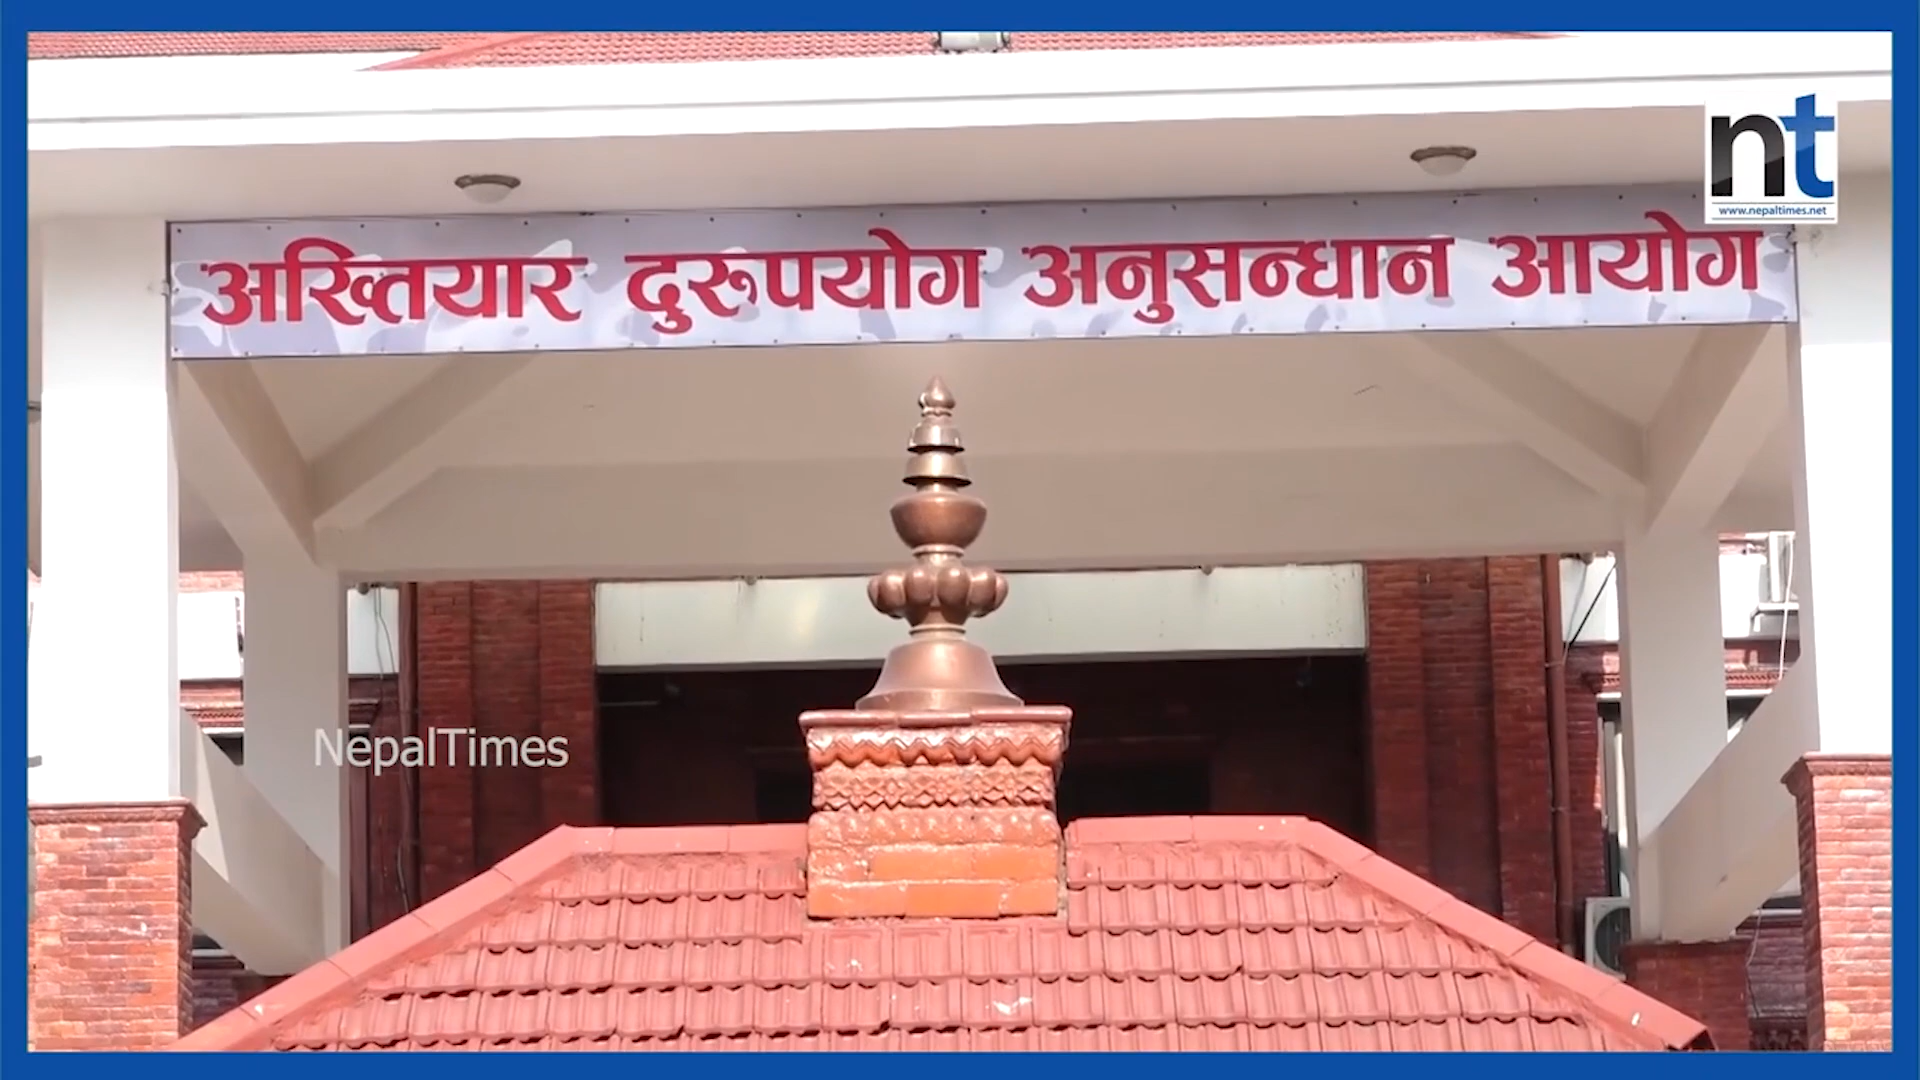 nt
www.nepaltimes.net
अख्तियार दुरुपयोग अनुसन्धान आयोग
NepalTimes